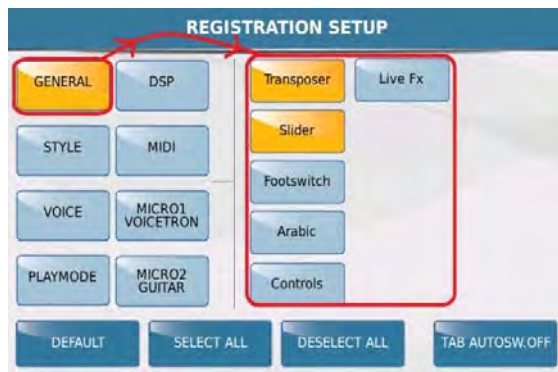 REGISTRATION SETUP
GENERAL
DSP
Transposer
Live Fx
STYLE
MIDI
Slider
Footswitch
VOICE
MICRO1
VOICETRON
Arabic
PLAYMODE
MICRO2
GUITAR
Controls
DEFAULT
SELECT ALL
DESELECT ALL
TAB AUTOSW.OFF